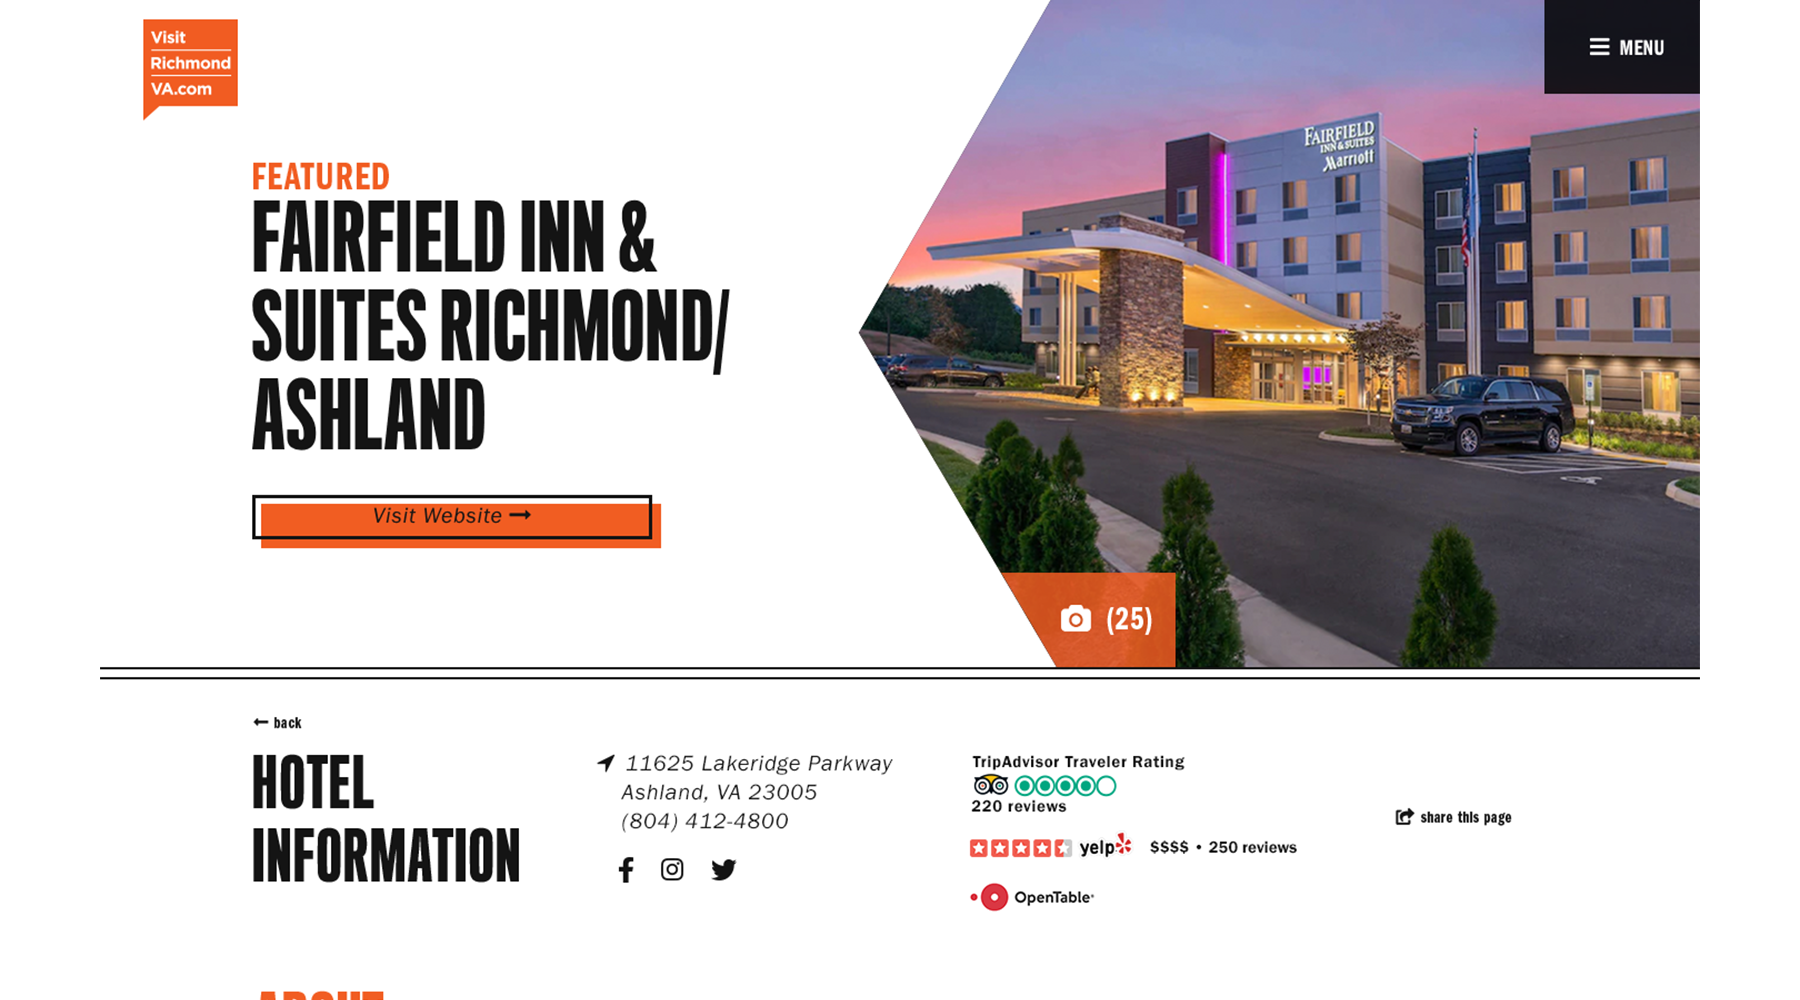 Visit
Richmond
VA.com
MENU
FEATURED
FAIRFIELD INN &
SUITES RICHMOND/
ASHLAND
FAIRFIELD
INN & SUITES
Marriott
Visit Website
(25)
back
HOTEL
INFORMATION
11625 Lakeridge Parkway
Ashland, VA 23005
(804) 412-4800
TripAdvisor Traveler Rating
220 reviews
yelp
$$$$ • 250 reviews
OpenTable
share this page
ABOUT